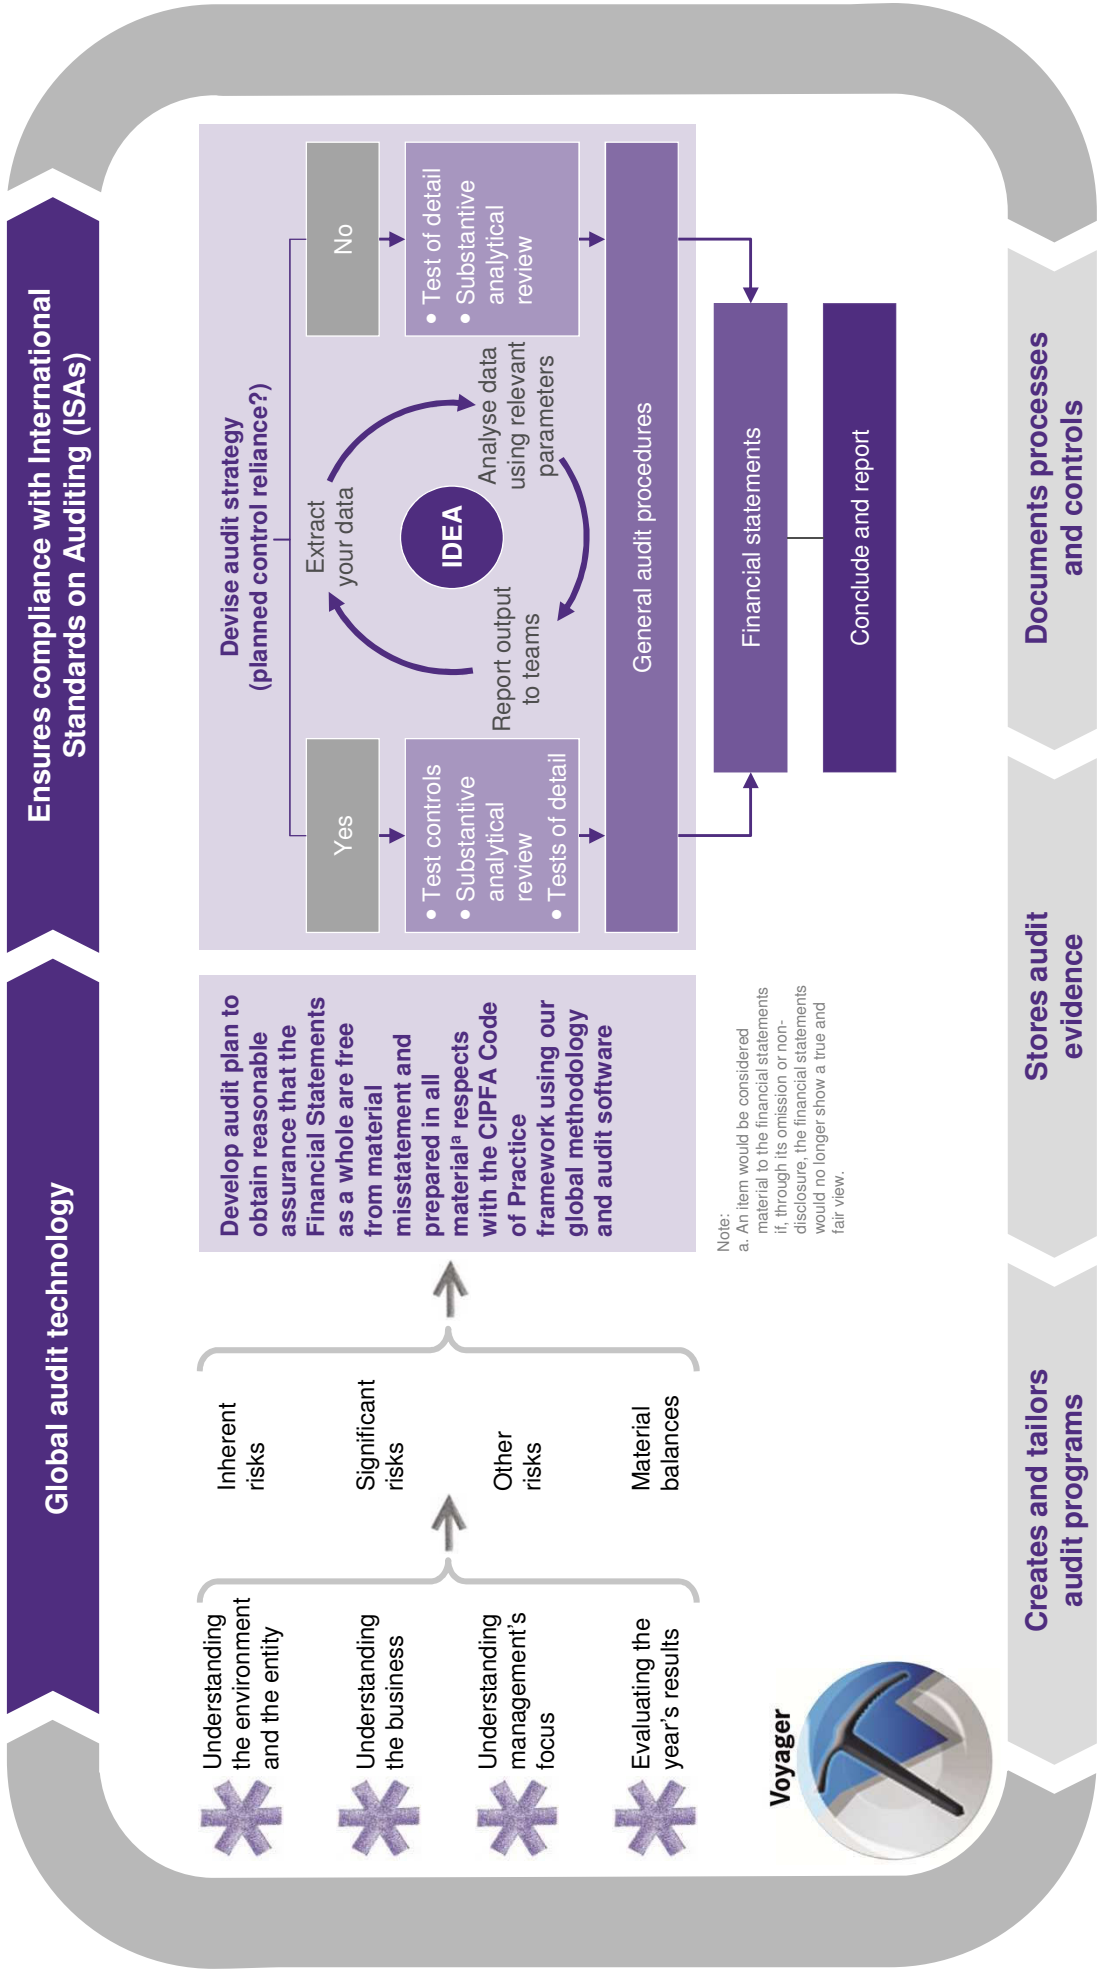 Global audit technology
Ensures compliance with International
Standards on Auditing (ISAs)
Understanding
the environment
and the entity
Understanding
the business
Understanding
management's
focus
Evaluating the
year's results
Inherent
risks
Significant
risks
Other
risks
Material
balances
Develop audit plan to
obtain reasonable
assurance that the
Financial Statements
as a whole are free
from material
misstatement and
prepared in all
materialª respects
with the CIPFA Code
of Practice
framework using our
global methodology
and audit software
Note:
a. An item would be considered
material to the financial statements
if, through its omission or non-
disclosure, the financial statements
would no longer show a true and
fair view.
Devise audit strategy
(planned control reliance?)
Yes
• Test controls
• Substantive
analytical
review
• Tests of detail
Extract
your data
IDEA
Report output
to teams
Analyse data
using relevant
parameters
No
• Test of detail
• Substantive
analytical
review
General audit procedures
Financial statements
Conclude and report
Voyager
Creates and tailors
audit programs
Stores audit
evidence
Documents processes
and controls